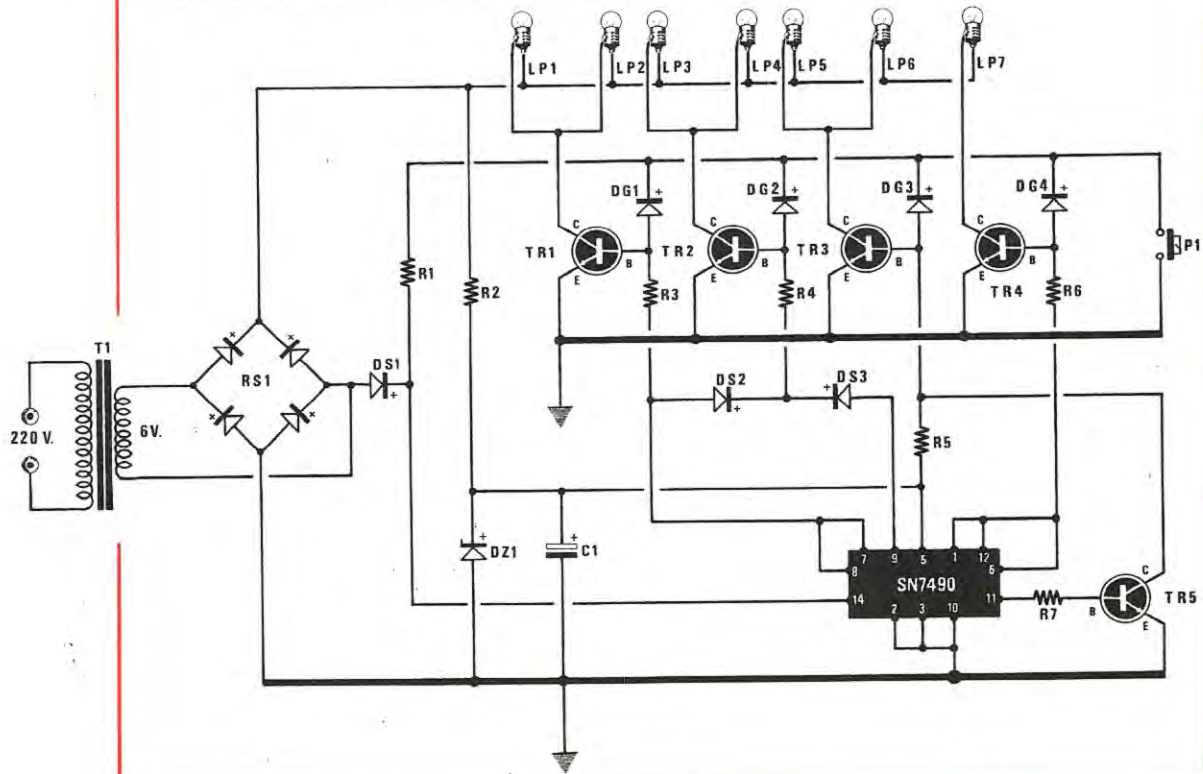 LP1 LP2 LP3 LP4 LP5 LP6 LP7
DG1 + DG2 + DG3 + DG4 +
C C C C
TR1 B TR2 B TR3 B TR4 B P1
E E E E
R1 R2 R3 R4 R6
T1
RS1 DS1 +
220 V. 6V.
DS2 + + DS3
R5
+ DZ1 + C1
7 9 5 1 12
8 SN7490 6
14 11
2 3 10
R7 B C E TR5